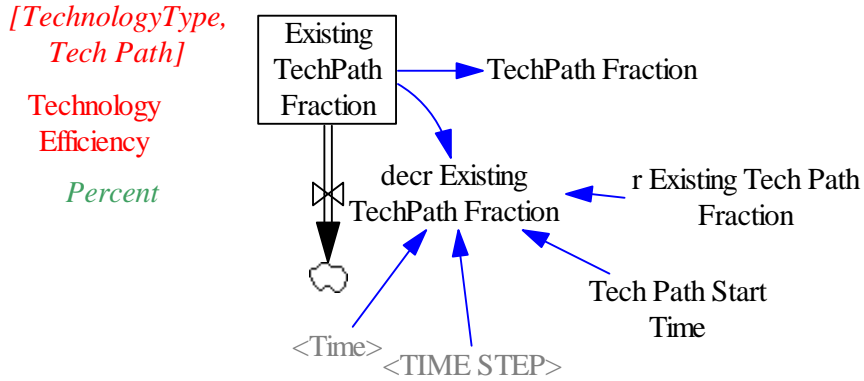 [TechnologyType,
Tech Path]
Technology
Efficiency
Percent
Existing
TechPath
Fraction
TechPath Fraction
decr Existing
TechPath Fraction
r Existing Tech Path
Fraction
Tech Path Start
Time
<Time>
<TIME STEP>